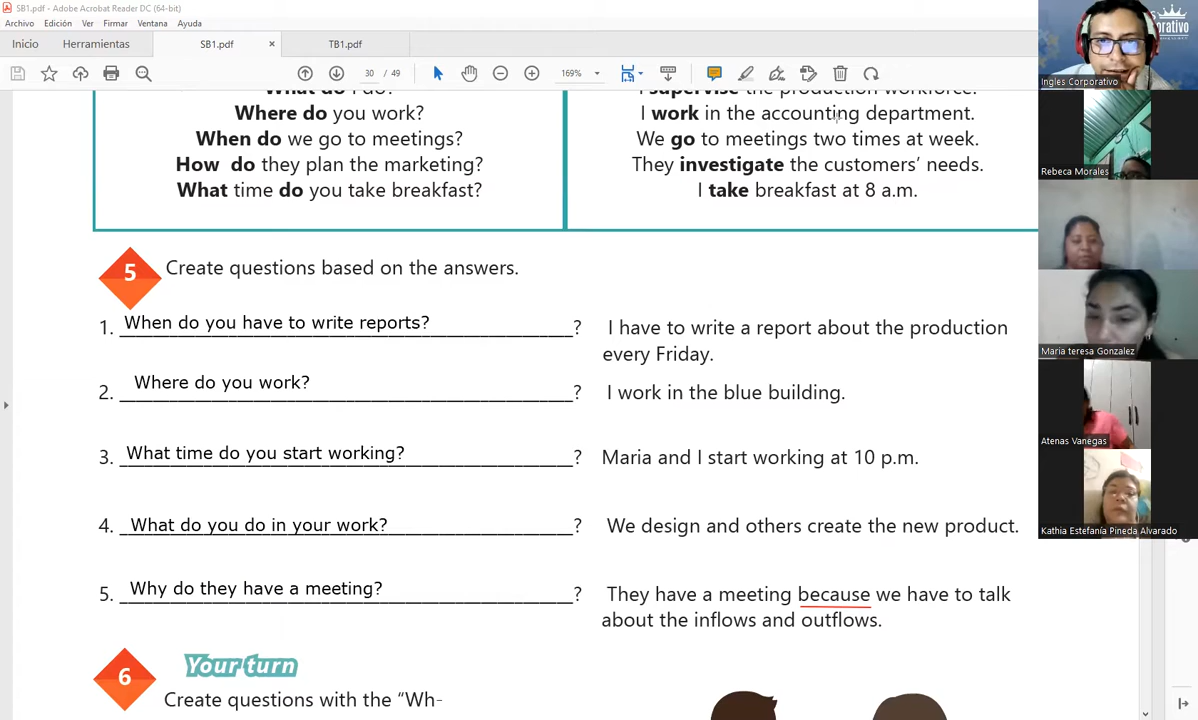 SB1.pdf - Adobe Acrobat Reader DC (64-bit)
Archivo Edición Ver Firmar Ventana Ayuda
Inicio Herramientas SB1.pdf × TB1.pdf
30 / 49 169%
What do I do? I supervise the production workforce.
Where do you work? I work in the accounting department.
When do we go to meetings? We go to meetings two times at week.
How do they plan the marketing? They investigate the customers' needs.
What time do you take breakfast? I take breakfast at 8 a.m.
5 Create questions based on the answers.
1. When do you have to write reports? ? I have to write a report about the production
every Friday.
2. Where do you work? ? I work in the blue building.
3. What time do you start working? ? Maria and I start working at 10 p.m.
4. What do you do in your work? ? We design and others create the new product.
5. Why do they have a meeting? ? They have a meeting because we have to talk
about the inflows and outflows.
6 Your turn
Create questions with the “Wh-
orativo
Ingles Corporativo
Rebeca Morales
Maria teresa Gonzalez
Atenas Vanegas
Kathia Estefanía Pineda Alvarado